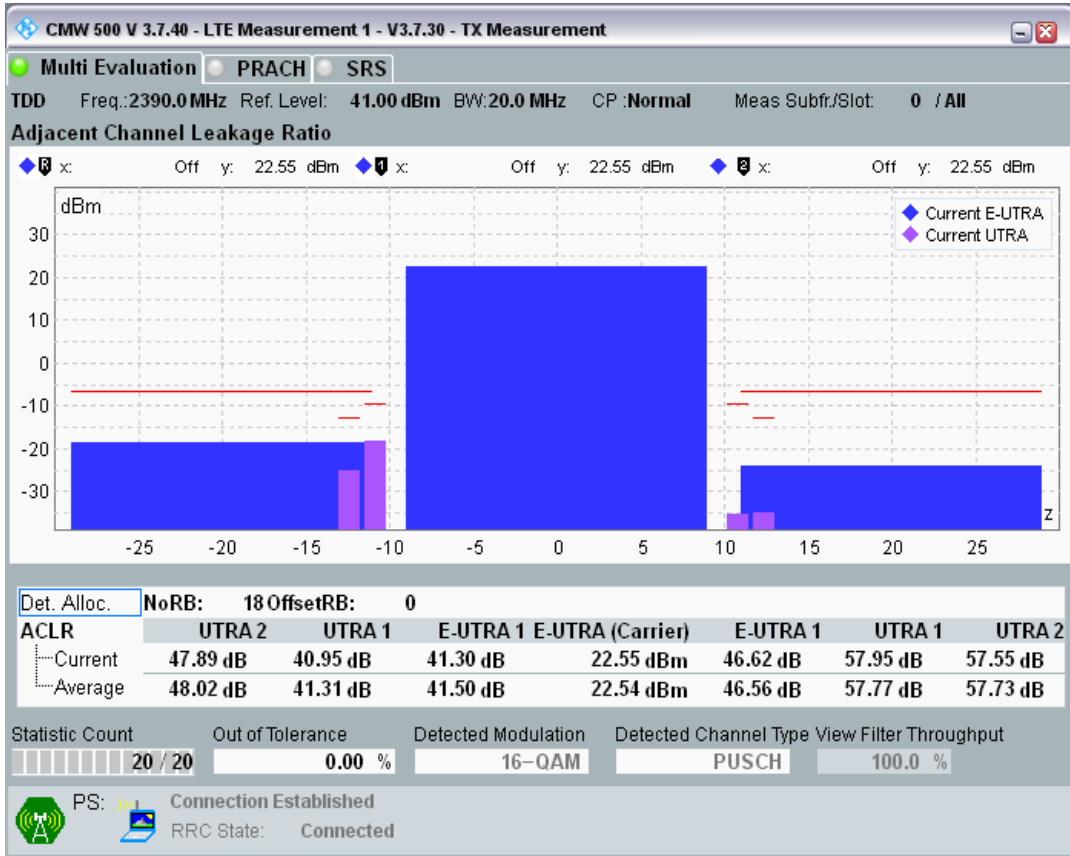 CMW 500 V 3.7.40 - LTE Measurement 1 - V3.7.30 - TX Measurement
Multi Evaluation PRACH SRS
TDD Freq.:2390.0 MHz Ref. Level: 41.00 dBm BW:20.0 MHz CP :Normal Meas Subfr./Slot: 0 / All
Adjacent Channel Leakage Ratio
R x: Off y: 22.55 dBm 1 x: Off y: 22.55 dBm 2 x: Off y: 22.55 dBm
dBm
Current E-UTRA
Current UTRA
30
20
10
0
-10
-20
-30
z
-25 -20 -15 -10 -5 0 5 10 15 20 25
Det. Alloc. NoRB: 18 OffsetRB: 0
ACLR UTRA 2 UTRA 1 E-UTRA 1 E-UTRA (Carrier) E-UTRA 1 UTRA 1 UTRA 2
Current 47.89 dB 40.95 dB 41.30 dB 22.55 dBm 46.62 dB 57.95 dB 57.55 dB
Average 48.02 dB 41.31 dB 41.50 dB 22.54 dBm 46.56 dB 57.77 dB 57.73 dB
Statistic Count Out of Tolerance Detected Modulation Detected Channel Type View Filter Throughput
20 / 20 0.00 % 16-QAM PUSCH 100.0 %
PS: Connection Established
RRC State: Connected